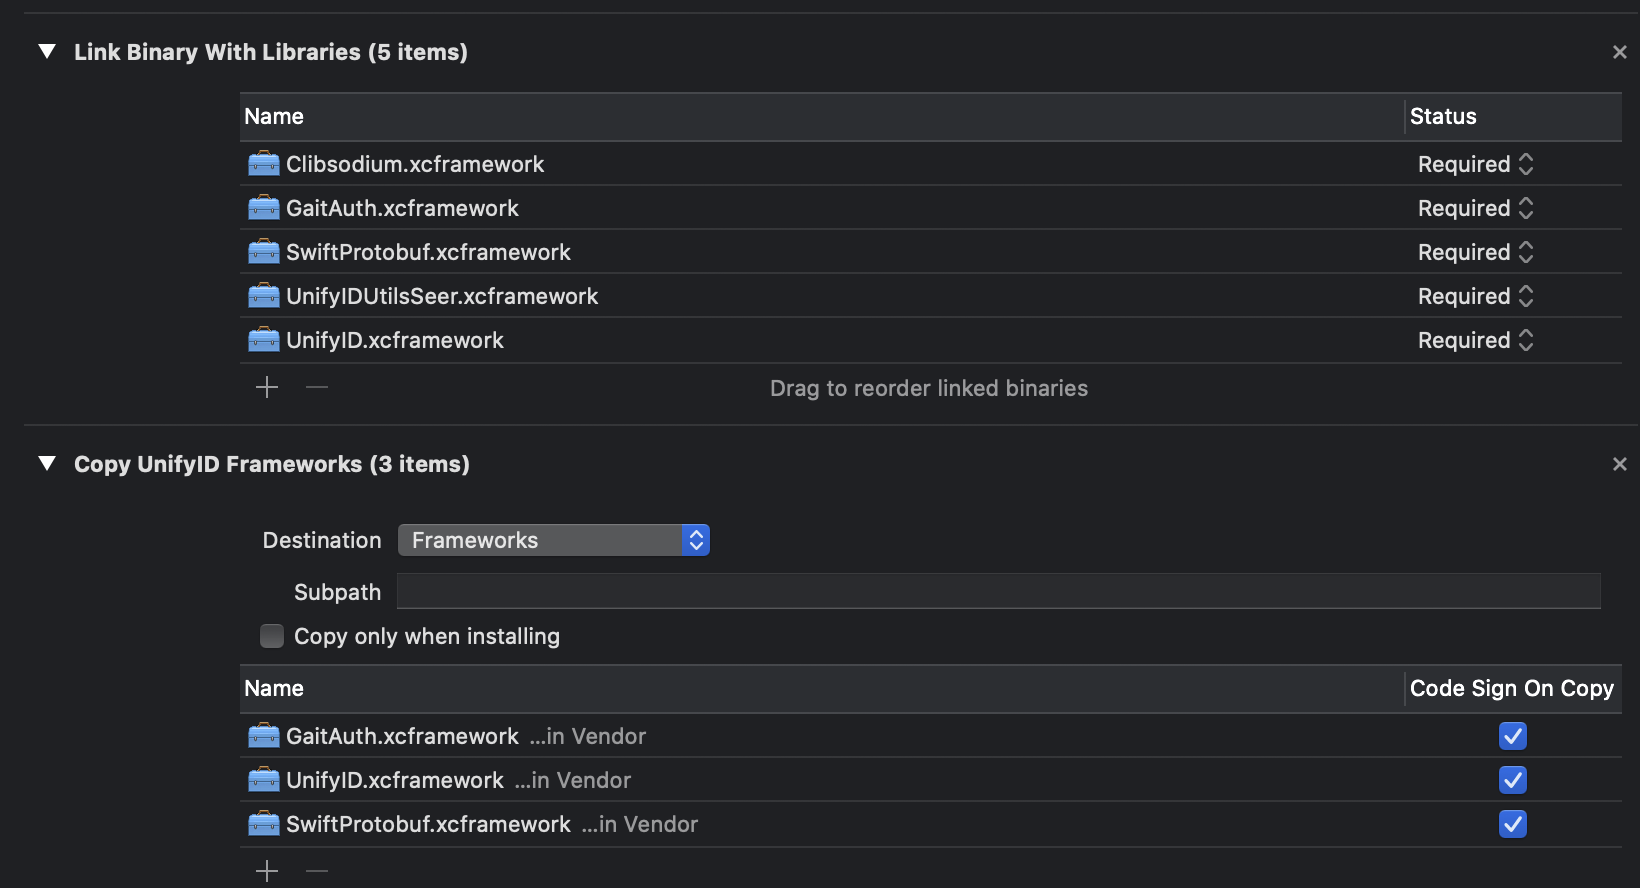 Link Binary With Libraries (5 items)
Name Status
Clibsodium.xcframework Required
GaitAuth.xcframework Required
SwiftProtobuf.xcframework Required
UnifyIDUtilsSeer.xcframework Required
UnifyID.xcframework Required
Drag to reorder linked binaries
Copy UnifyID Frameworks (3 items)
Destination Frameworks
Subpath
Copy only when installing
Name Code Sign On Copy
GaitAuth.xcframework ...in Vendor
UnifyID.xcframework ...in Vendor
SwiftProtobuf.xcframework ...in Vendor